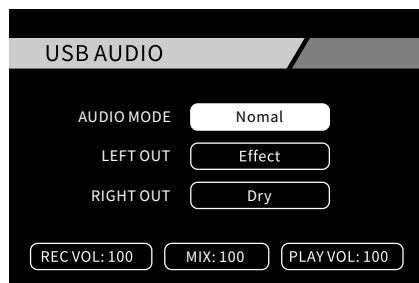 USB AUDIO
AUDIO MODE Nomal
LEFT OUT Effect
RIGHT OUT Dry
REC VOL: 100 MIX: 100 PLAY VOL: 100